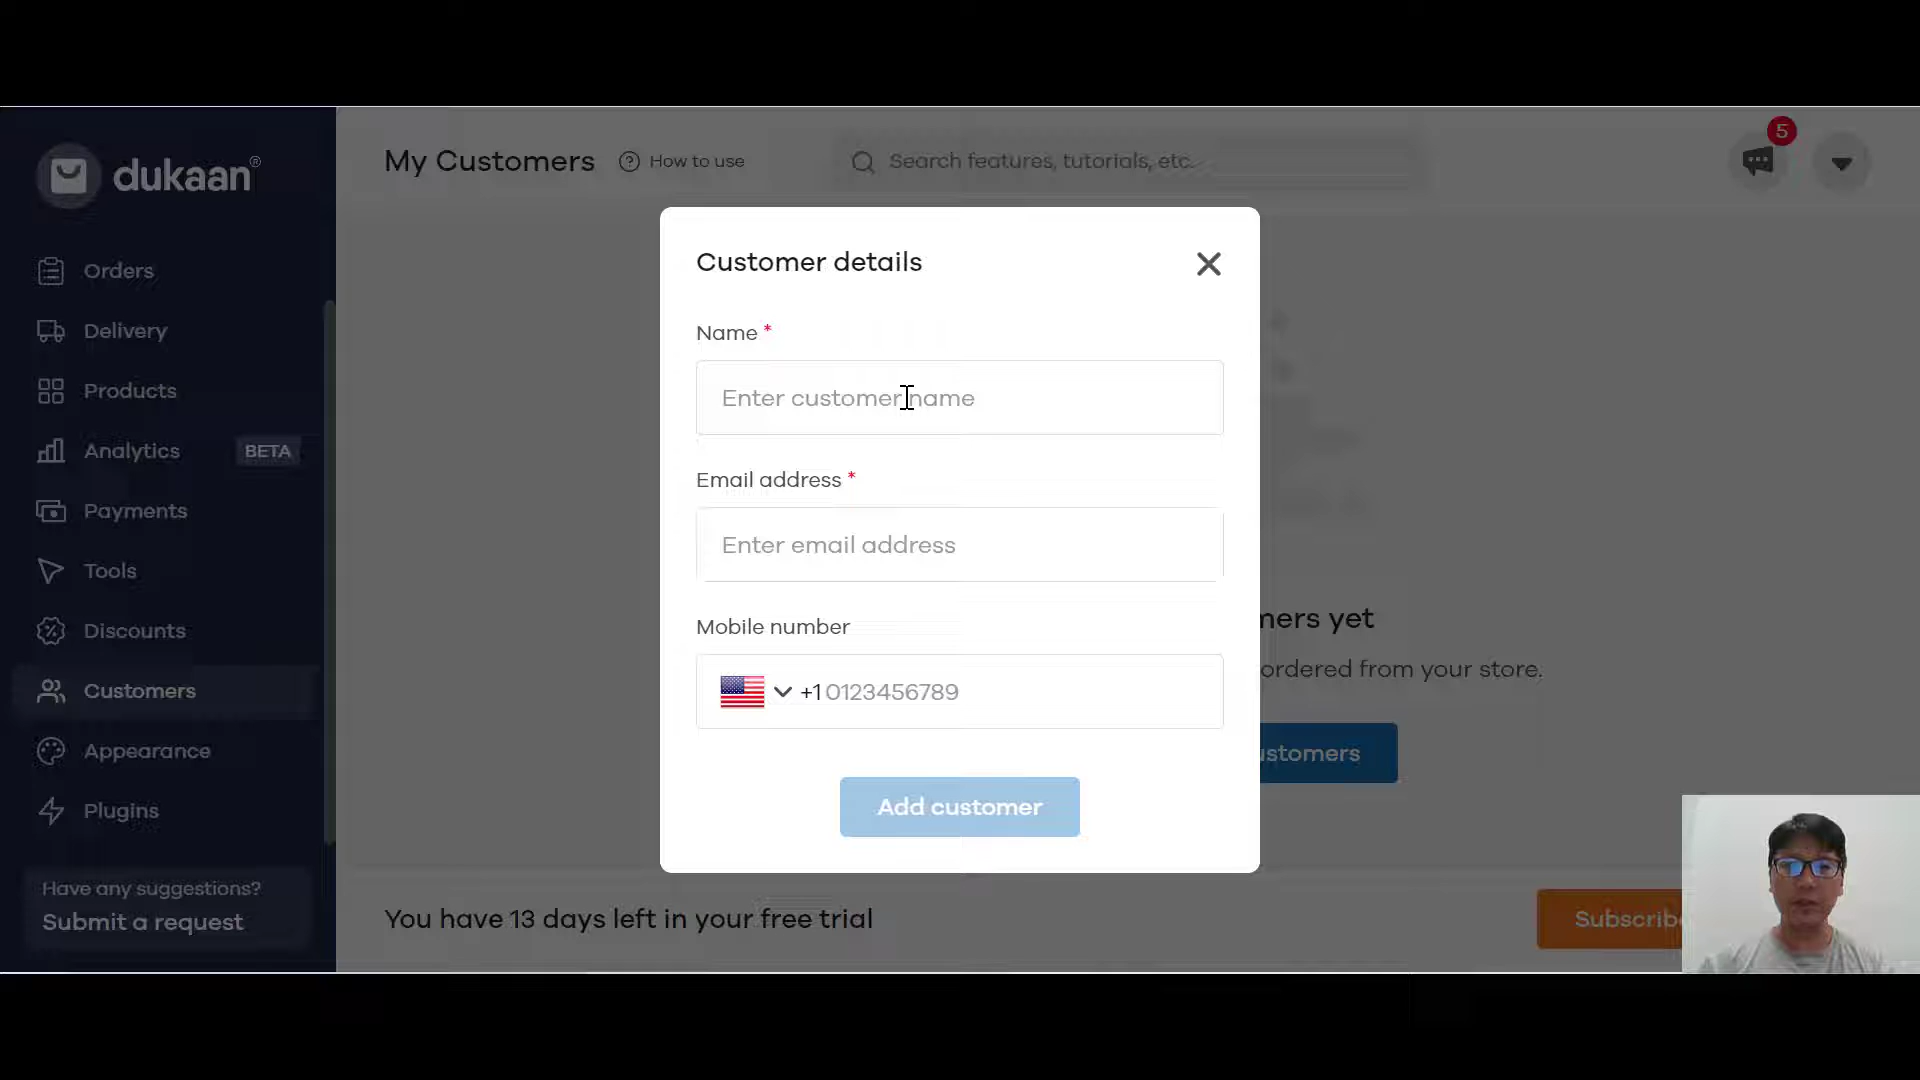 dukaan®
Orders
Delivery
Products
Analytics BETA
Payments
Tools
Discounts
Customers
Appearance
Plugins
Have any suggestions?
Submit a request
My Customers
How to use
Search features, tutorials, etc..
5
Customer details
Name *
Enter customer name
Email address *
Enter email address
Mobile number
+1 0123456789
Add customer
yet
ordered from your store.
You have 13 days left in your free trial